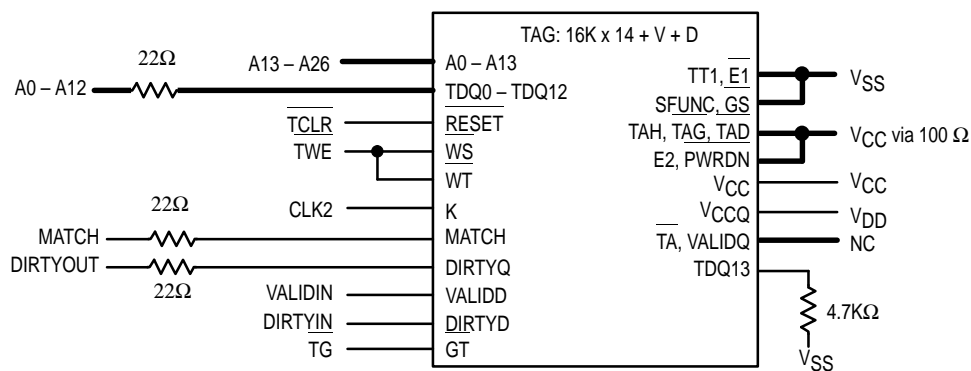 TAG: 16K x 14 + V + D
22Ω
A13 – A26
A0 – A13
A0 – A12
TDQ0 – TDQ12
TCLR
RESET
TWE
WS
WT
CLK2
K
22Ω
MATCH
MATCH
DIRTYOUT
DIRTYQ
22Ω
VALIDIN
VALIDD
DIRTYIN
DIRTYD
TG
GT
TT1, E1
SFUNC, GS
VSS
TAH, TAG, TAD
E2, PWRDN
VCC via 100 Ω
VCC
VCC
VCCQ
VDD
TA, VALIDQ
NC
TDQ13
4.7KΩ
VSS